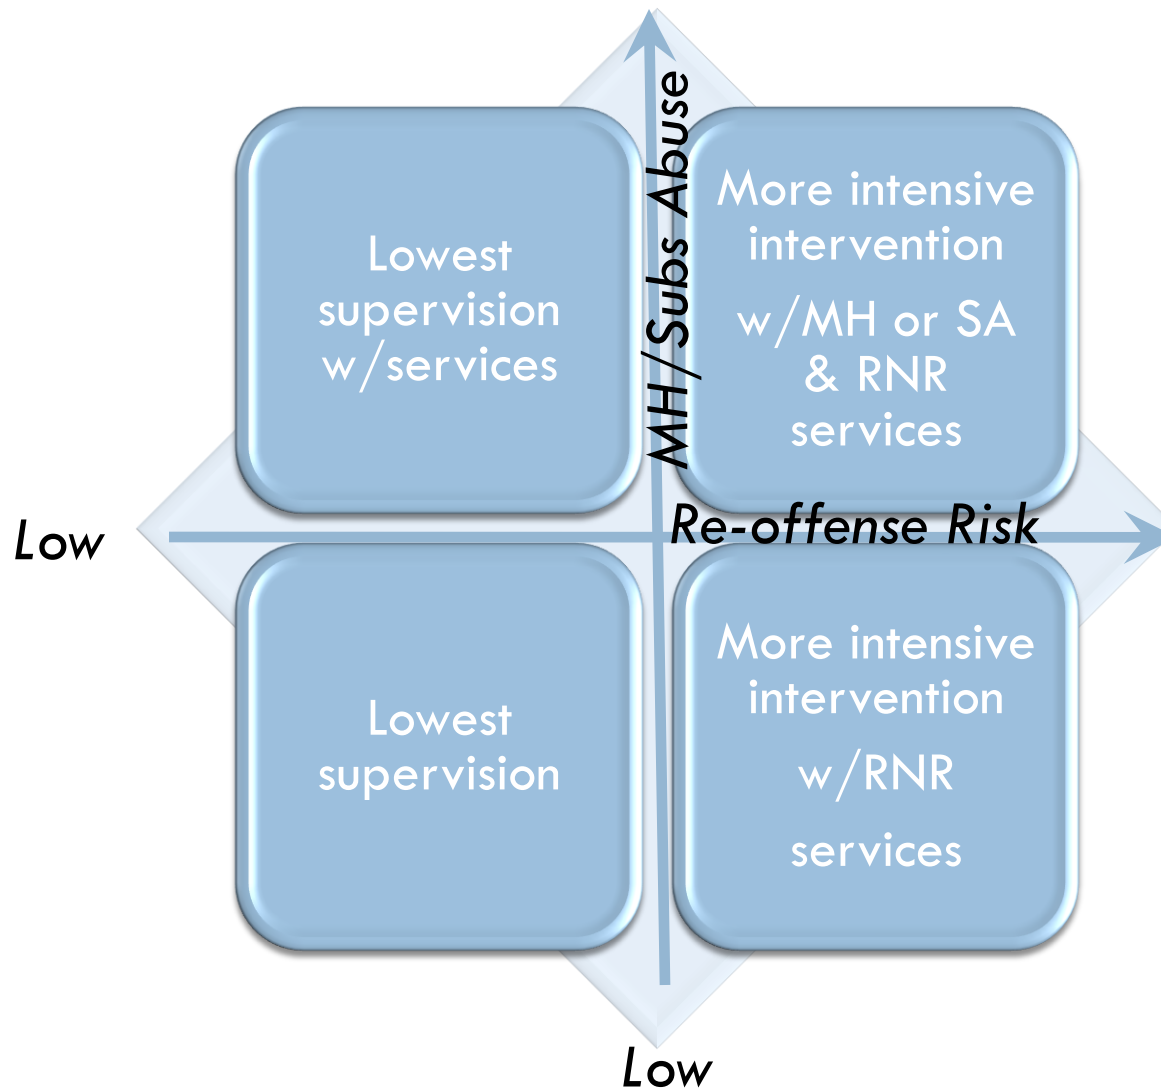 MH/Subs Abuse
Lowest
supervision
w/services
More intensive
intervention
w/MH or SA
& RNR
services
Low
Re-offense Risk
Lowest
supervision
More intensive
intervention
w/RNR
services
Low